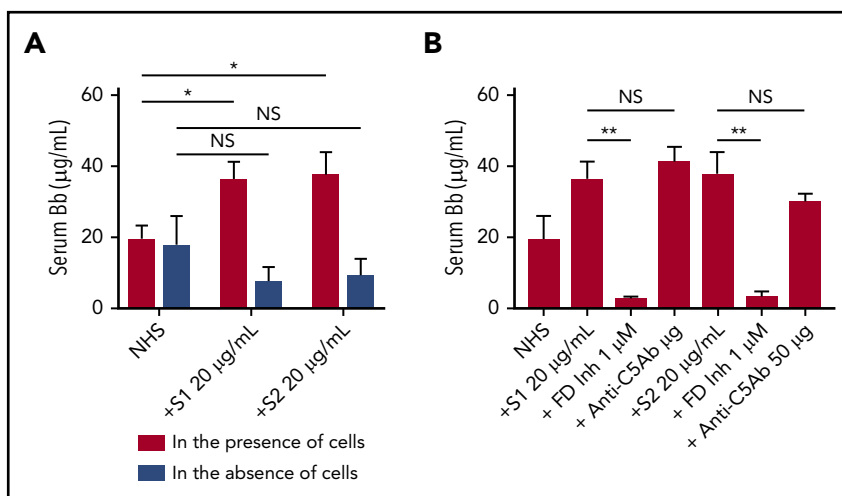 A
*
*
NS
NS
Serum Bb (µg/mL)
60
40
20
0
NHS
+S1 20 µg/mL
+S2 20 µg/mL
In the presence of cells
In the absence of cells
B
NS
NS
**
**
Serum Bb (µg/mL)
60
40
20
0
NHS
+S1 20 µg/mL
+ FD Inh 1 µM
+ Anti-C5Ab µg
+S2 20 µg/mL
+ FD Inh 1 µM
+ Anti-C5Ab 50 µg